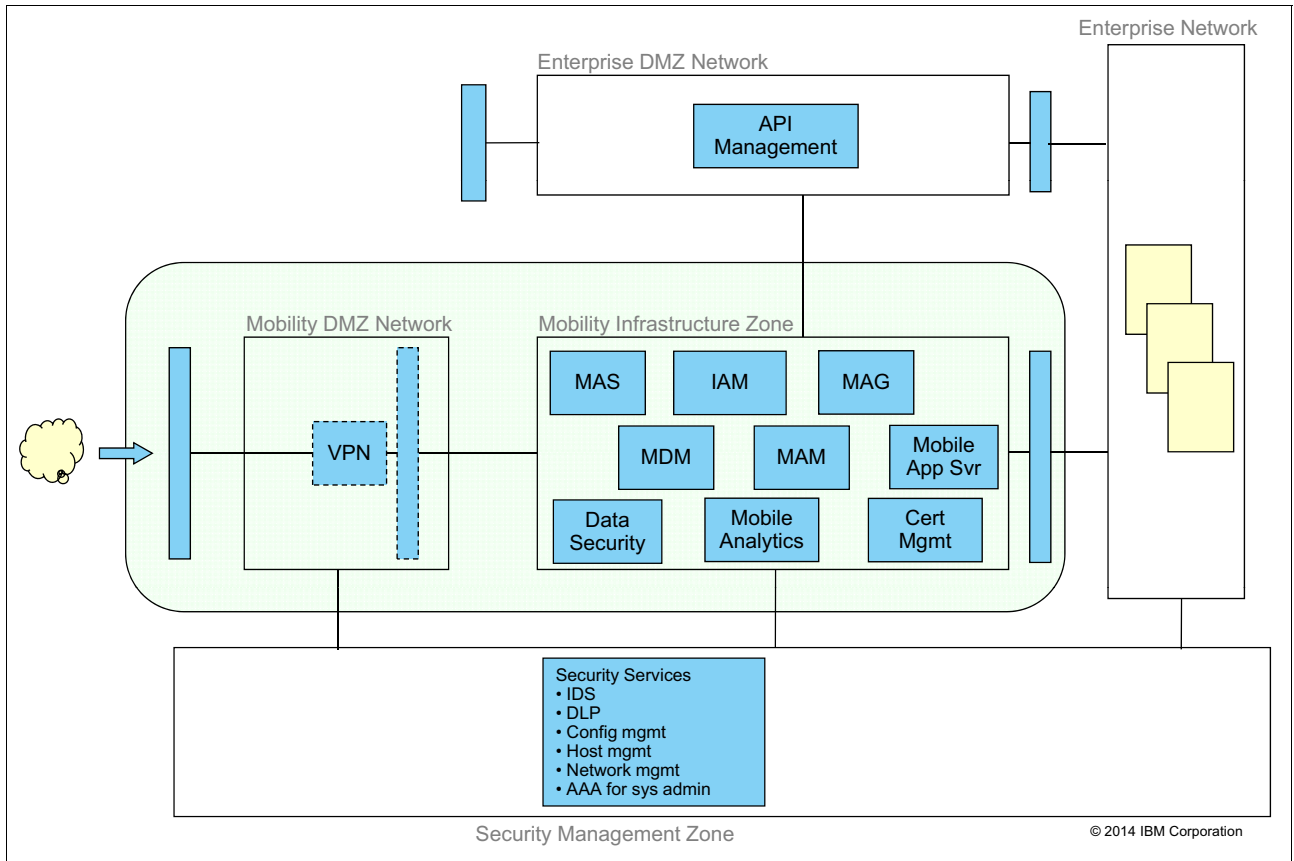 Enterprise Network
Enterprise DMZ Network
API
Management
Mobility DMZ Network
Mobility Infrastructure Zone
MAS
IAM
MAG
VPN
MDM
MAM
Mobile
App Svr
Data
Security
Mobile
Analytics
Cert
Mgmt
Security Services
• IDS
• DLP
• Config mgmt
• Host mgmt
• Network mgmt
• AAA for sys admin
Security Management Zone
© 2014 IBM Corporation